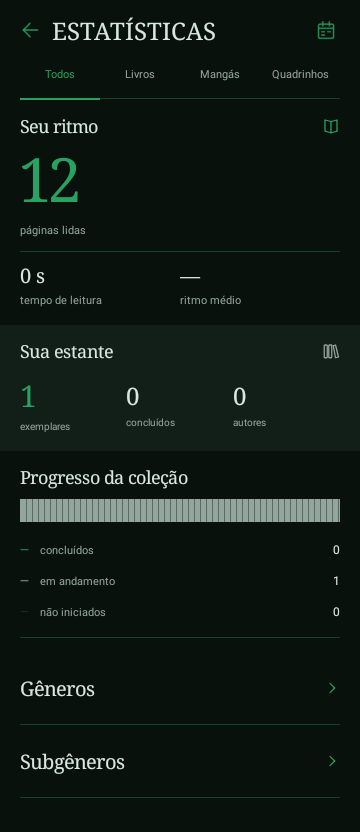 ESTATÍSTICAS
Todos
Livros
Mangás
Quadrinhos
Seu ritmo
12
páginas lidas
0 s
—
tempo de leitura
ritmo médio
Sua estante
1
0
0
exemplares
concluídos
autores
Progresso da coleção
concluídos 0
em andamento 1
não iniciados 0
Gêneros
Subgêneros